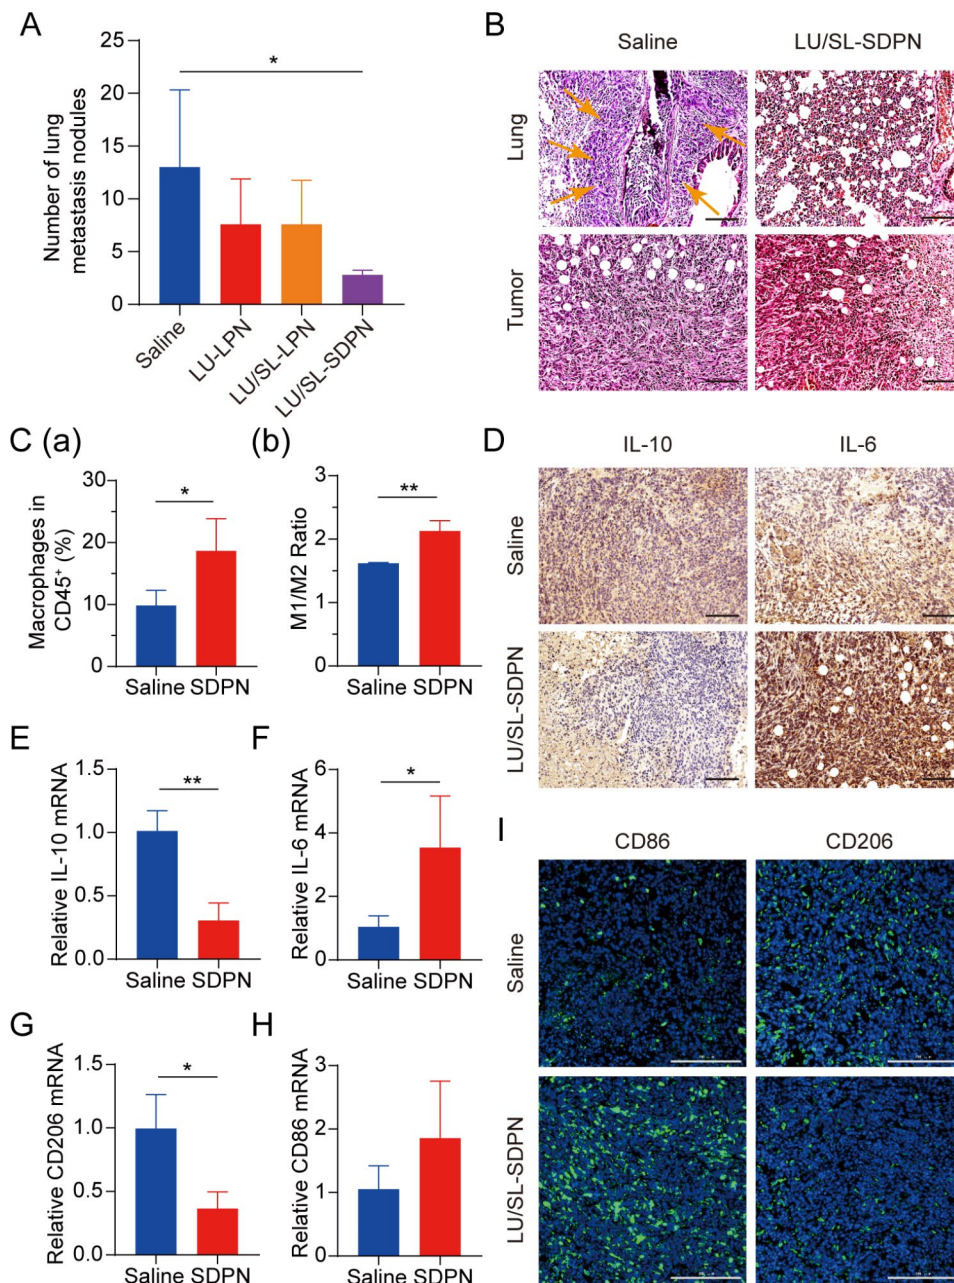 A
Number of lung
metastasis nodules
25
20
15
10
5
0
*
Saline
LU-LPN
LU/SL-LPN
LU/SL-SDPN
B
Saline
LU/SL-SDPN
Lung
Tumor
C (a)
Macrophages in
CD45⁺ (%)
30
20
10
0
*
Saline SDPN
(b)
M1/M2 Ratio
3
2
1
0
**
Saline SDPN
D
IL-10
IL-6
Saline
LU/SL-SDPN
E
Relative IL-10 mRNA
1.5
1.0
0.5
0.0
**
Saline SDPN
F
Relative IL-6 mRNA
6
4
2
0
*
Saline SDPN
G
Relative CD206 mRNA
1.5
1.0
0.5
0.0
*
Saline SDPN
H
Relative CD86 mRNA
3
2
1
0
Saline SDPN
I
CD86
CD206
Saline
LU/SL-SDPN